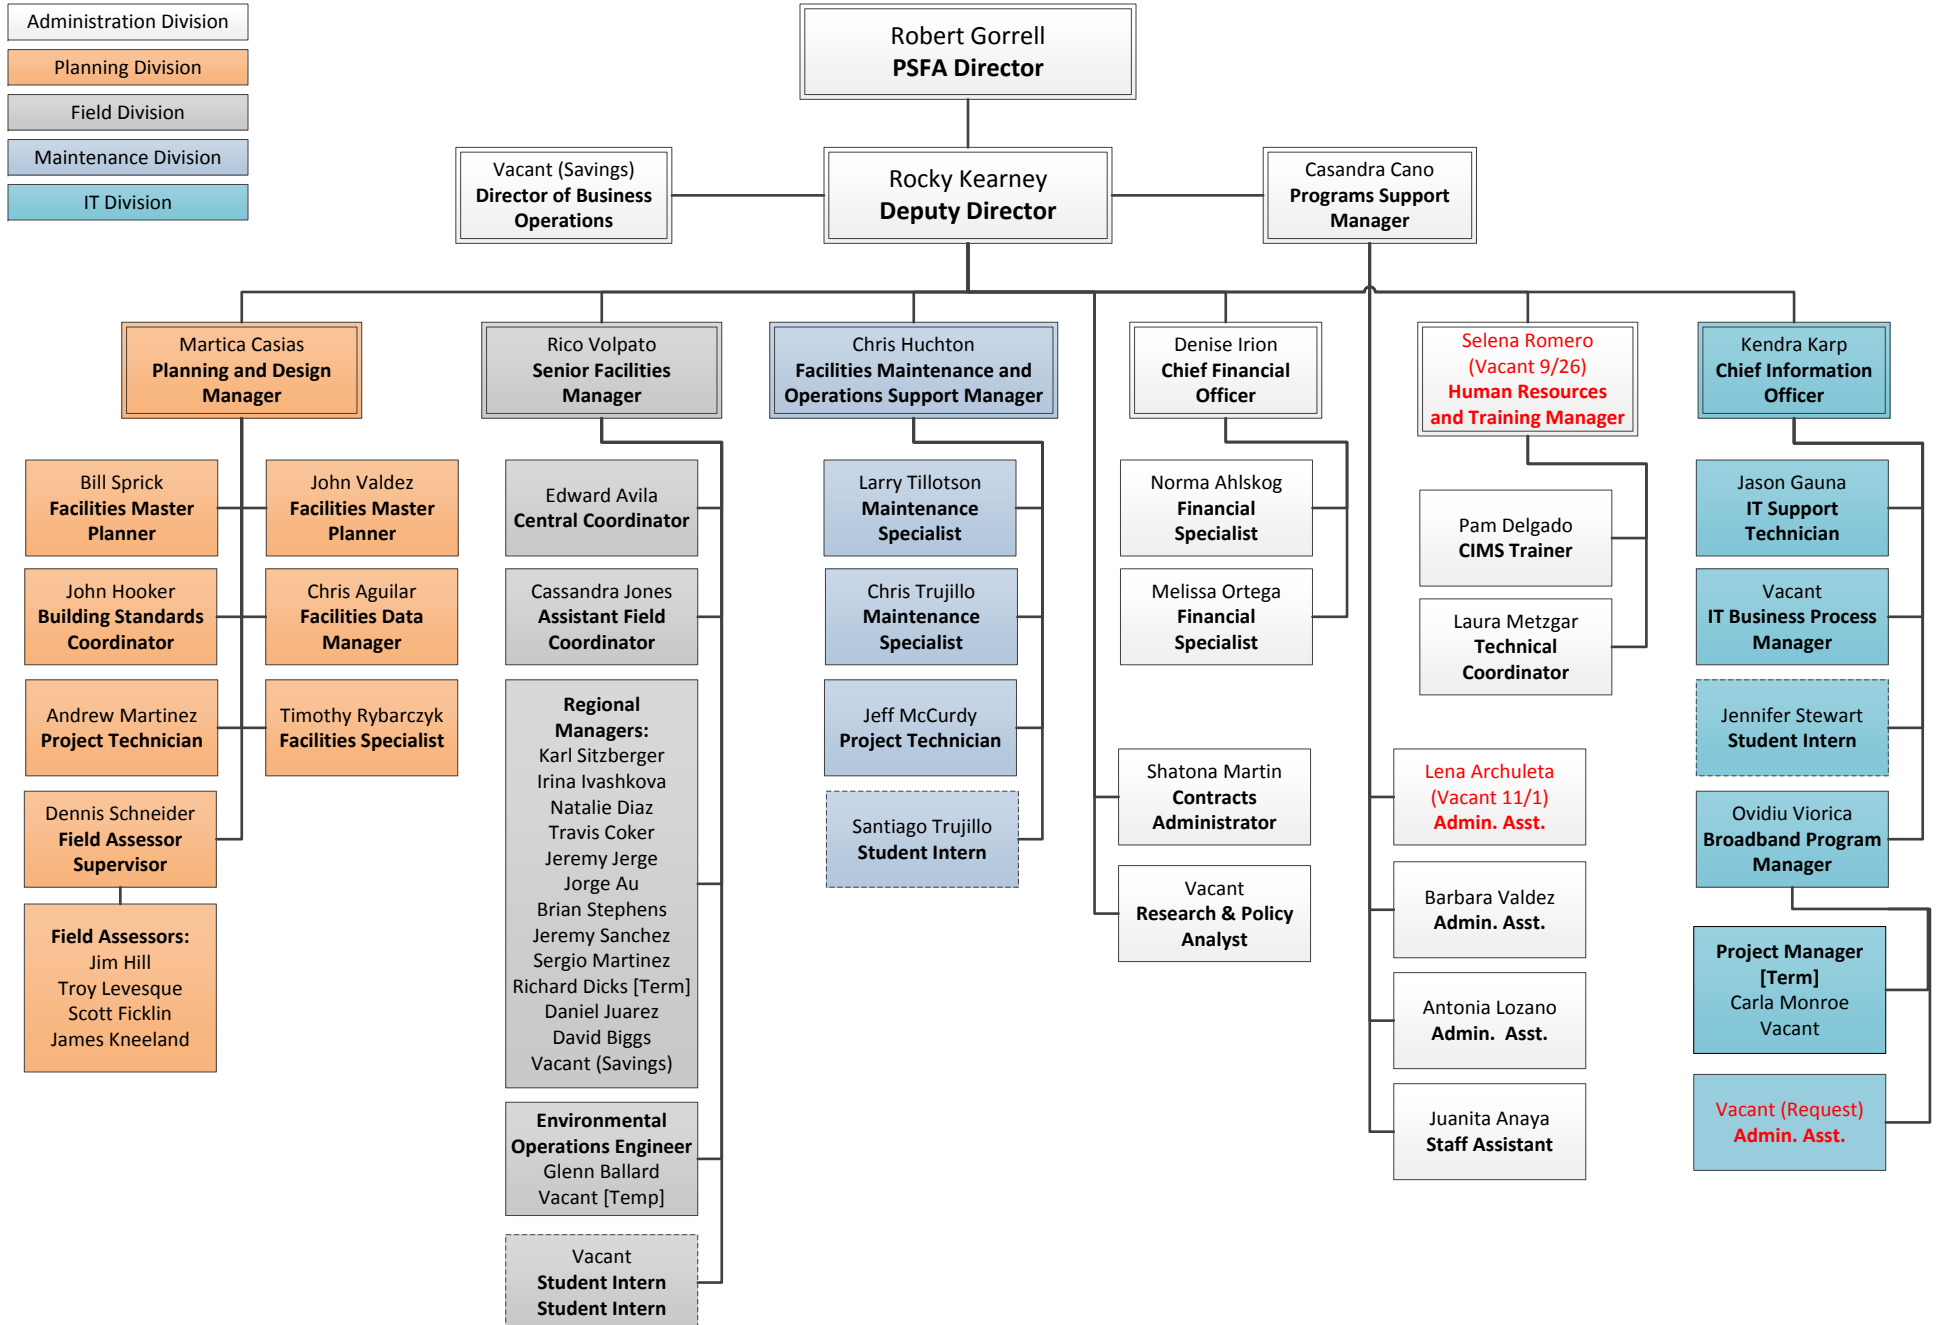 Administration Division
Planning Division
Field Division
Maintenance Division
IT Division
Robert Gorrell
PSFA Director
Vacant (Savings)
Director of Business
Operations
Rocky Kearney
Deputy Director
Casandra Cano
Programs Support
Manager
Martica Casias
Planning and Design
Manager
Rico Volpato
Senior Facilities
Manager
Chris Huchton
Facilities Maintenance and
Operations Support Manager
Denise Irion
Chief Financial
Officer
Selena Romero
(Vacant 9/26)
Human Resources
and Training Manager
Kendra Karp
Chief Information
Officer
Bill Sprick
Facilities Master
Planner
John Valdez
Facilities Master
Planner
John Hooker
Building Standards
Coordinator
Chris Aguilar
Facilities Data
Manager
Andrew Martinez
Project Technician
Timothy Rybarczyk
Facilities Specialist
Dennis Schneider
Field Assessor
Supervisor
Field Assessors:
Jim Hill
Troy Levesque
Scott Ficklin
James Kneeland
Edward Avila
Central Coordinator
Cassandra Jones
Assistant Field
Coordinator
Regional
Managers:
Karl Sitzberger
Irina Ivashkova
Natalie Diaz
Travis Coker
Jeremy Jerge
Jorge Au
Brian Stephens
Jeremy Sanchez
Sergio Martinez
Richard Dicks [Term]
Daniel Juarez
David Biggs
Vacant (Savings)
Environmental
Operations Engineer
Glenn Ballard
Vacant [Temp]
Vacant
Student Intern
Student Intern
Larry Tillotson
Maintenance
Specialist
Chris Trujillo
Maintenance
Specialist
Jeff McCurdy
Project Technician
Santiago Trujillo
Student Intern
Norma Ahlskog
Financial
Specialist
Melissa Ortega
Financial
Specialist
Shatona Martin
Contracts
Administrator
Vacant
Research & Policy
Analyst
Pam Delgado
CIMS Trainer
Laura Metzgar
Technical
Coordinator
Lena Archuleta
(Vacant 11/1)
Admin. Asst.
Barbara Valdez
Admin. Asst.
Antonia Lozano
Admin. Asst.
Juanita Anaya
Staff Assistant
Jason Gauna
IT Support
Technician
Vacant
IT Business Process
Manager
Jennifer Stewart
Student Intern
Ovidiu Viorica
Broadband Program
Manager
Project Manager
[Term]
Carla Monroe
Vacant
Vacant (Request)
Admin. Asst.